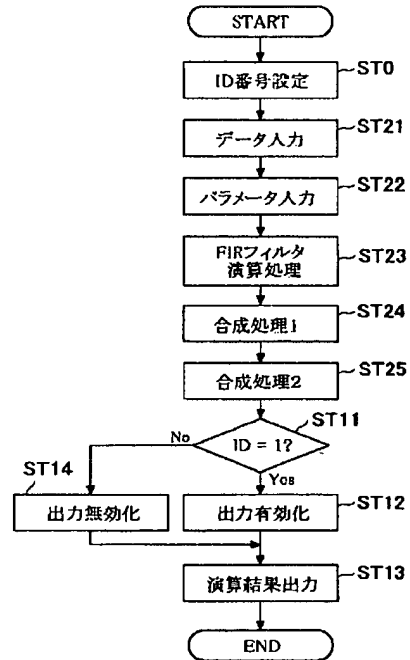 START
ID番号設定
ST0
データ入力
ST21
パラメータ入力
ST22
FIRフィルタ
演算処理
ST23
合成処理1
ST24
合成処理2
ST25
ID = 1?
ST11
No
Yes
ST14
出力無効化
出力有効化
ST12
演算結果出力
ST13
END